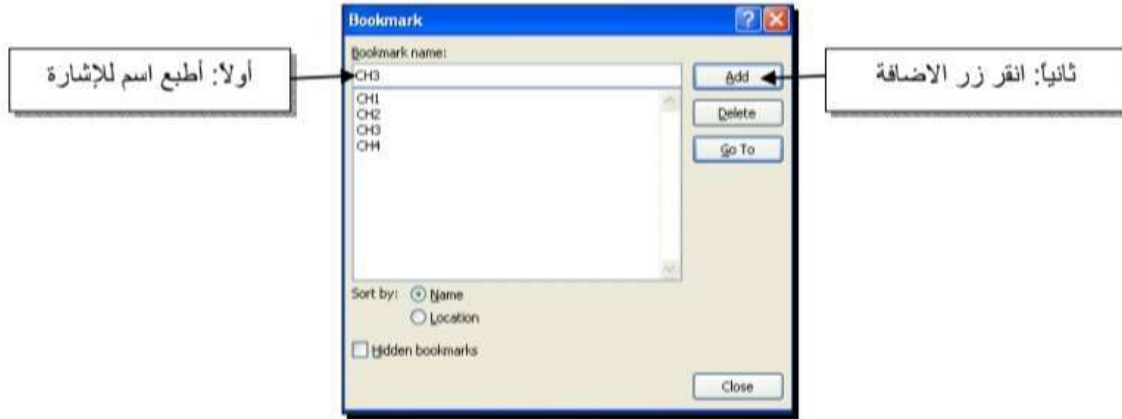 Bookmark
Bookmark name:
أولاً: أطبع اسم للإشارة
CH3
Add
ثانياً: انقر زر الاضافة
CH1
CH2
CH3
CH4
Delete
Go To
Sort by:
Name
Location
Hidden bookmarks
Close